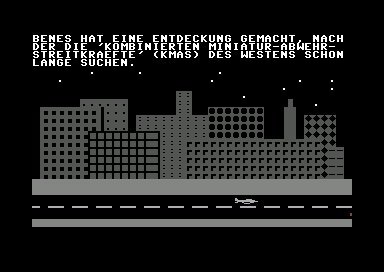 BENES HAT EINE ENTDECKUNG GEMACHT, NACH
DER DIE 'KOMBINIERTEN MINIATUR-ABWEHR-
STREITKRAEFTE' (KMAS) DES WESTENS SCHON
LANGE SUCHEN.